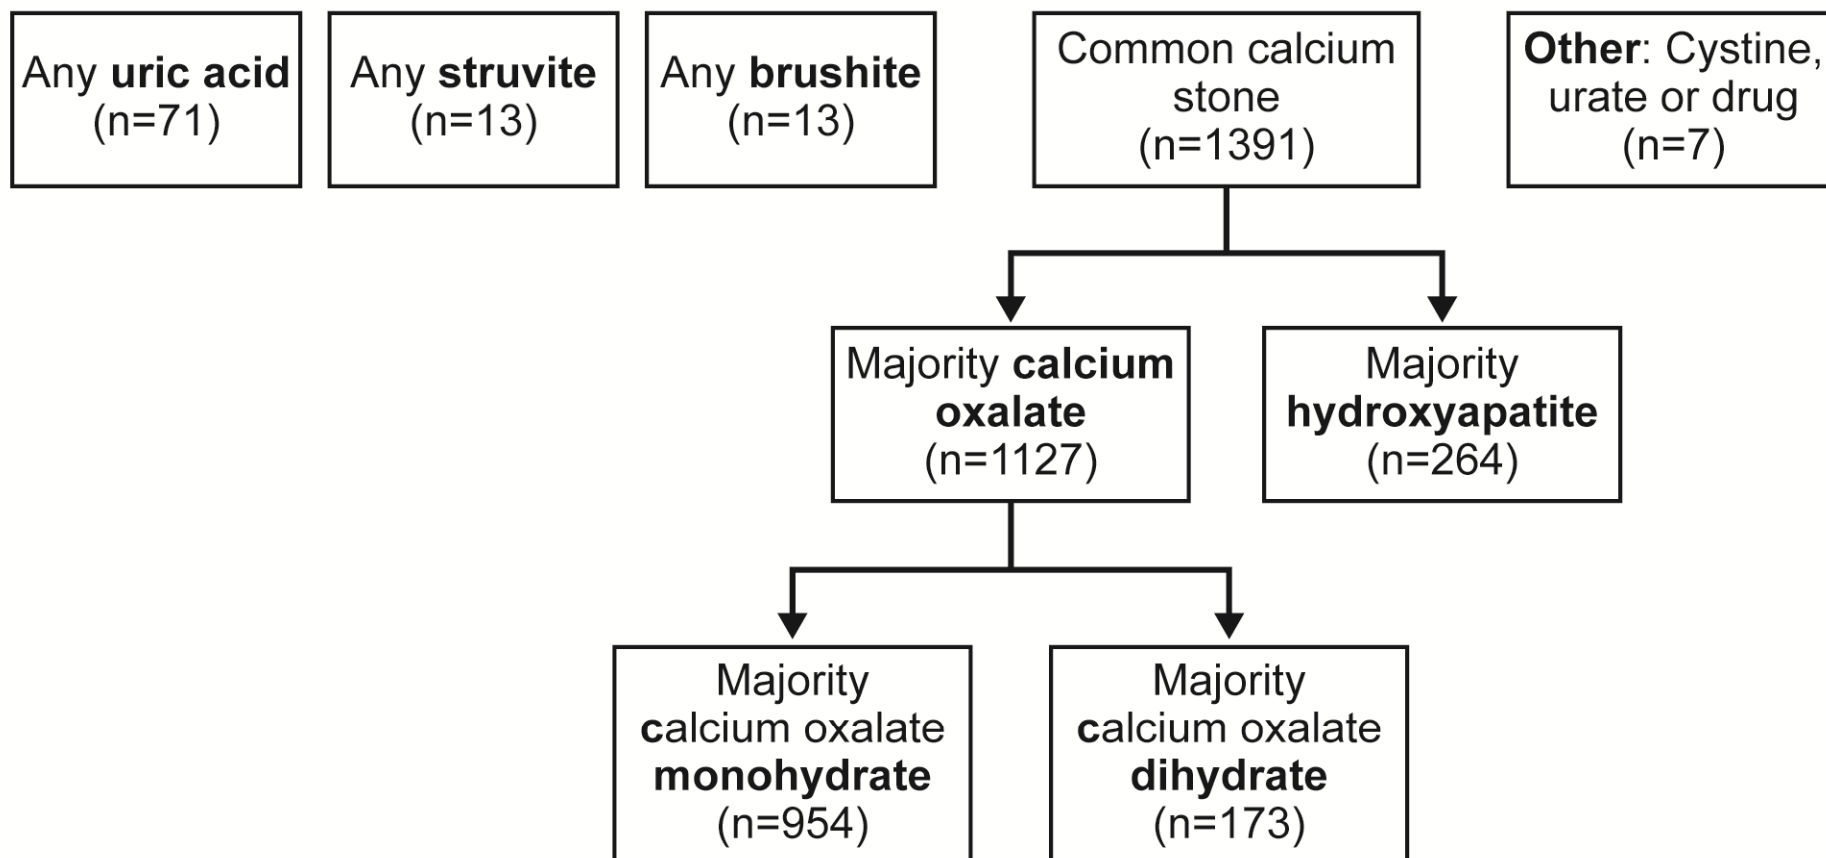 Any uric acid
(n=71)
Any struvite
(n=13)
Any brushite
(n=13)
Common calcium
stone
(n=1391)
Other: Cystine,
urate or drug
(n=7)
Majority calcium
oxalate
(n=1127)
Majority
hydroxyapatite
(n=264)
Majority
calcium oxalate
monohydrate
(n=954)
Majority
calcium oxalate
dihydrate
(n=173)